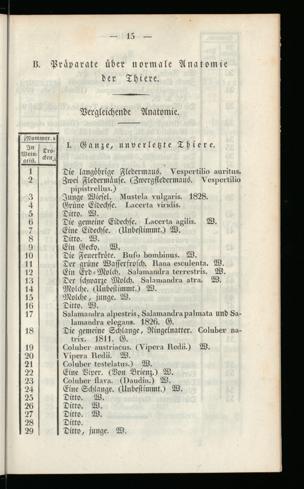 — 15 —
B. Präparate über normale Anatomie
der Thiere.
Vergleichende Anatomie.
Nummer.
In Weingeist. Trocken.
I. Ganze, unverletzte Thiere.
1 Die langöhrige Fledermaus. Vespertilio auritus.
2 Zwei Fledermäuse. (Zwergfledermaus. Vespertilio
pipistrellus.)
3 Junge Wiesel. Mustela vulgaris. 1828.
4 Grüne Eidechse. Lacerta viridis.
5 Ditto. W.
6 Die gemeine Eidechse. Lacerta agilis. W.
7 Eine Eidechse. (Unbestimmt.) W.
8 Ditto. W.
9 Ein Gecko. W.
10 Die Feuerkröte. Bufo bombinus. W.
11 Der grüne Wasserfrosch. Rana esculenta. W.
12 Ein Erd-Molch. Salamandra terrestris. W.
13 Der schwarze Molch. Salamandra atra. W.
14 Molche. (Unbestimmt.) W.
15 Molche, junge. W.
16 Ditto. W.
17 Salamandra alpestris, Salamandra palmata und Sa-
lamandra elegans. 1826. G.
18 Die gemeine Schlange, Ringelnatter. Coluber na-
trix. 1811. G.
19 Coluber austriacus. (Vipera Redii.) W.
20 Vipera Redii. W.
21 Coluber testelatus.) W.
22 Eine Viper. (Von Brienz.) W.
23 Coluber flava. (Daudin.) W.
24 Eine Schlange. (Unbestimmt.) W.
25 Ditto. W.
26 Ditto. W.
27 Ditto. W.
28 Ditto.
29 Ditto, junge. W.